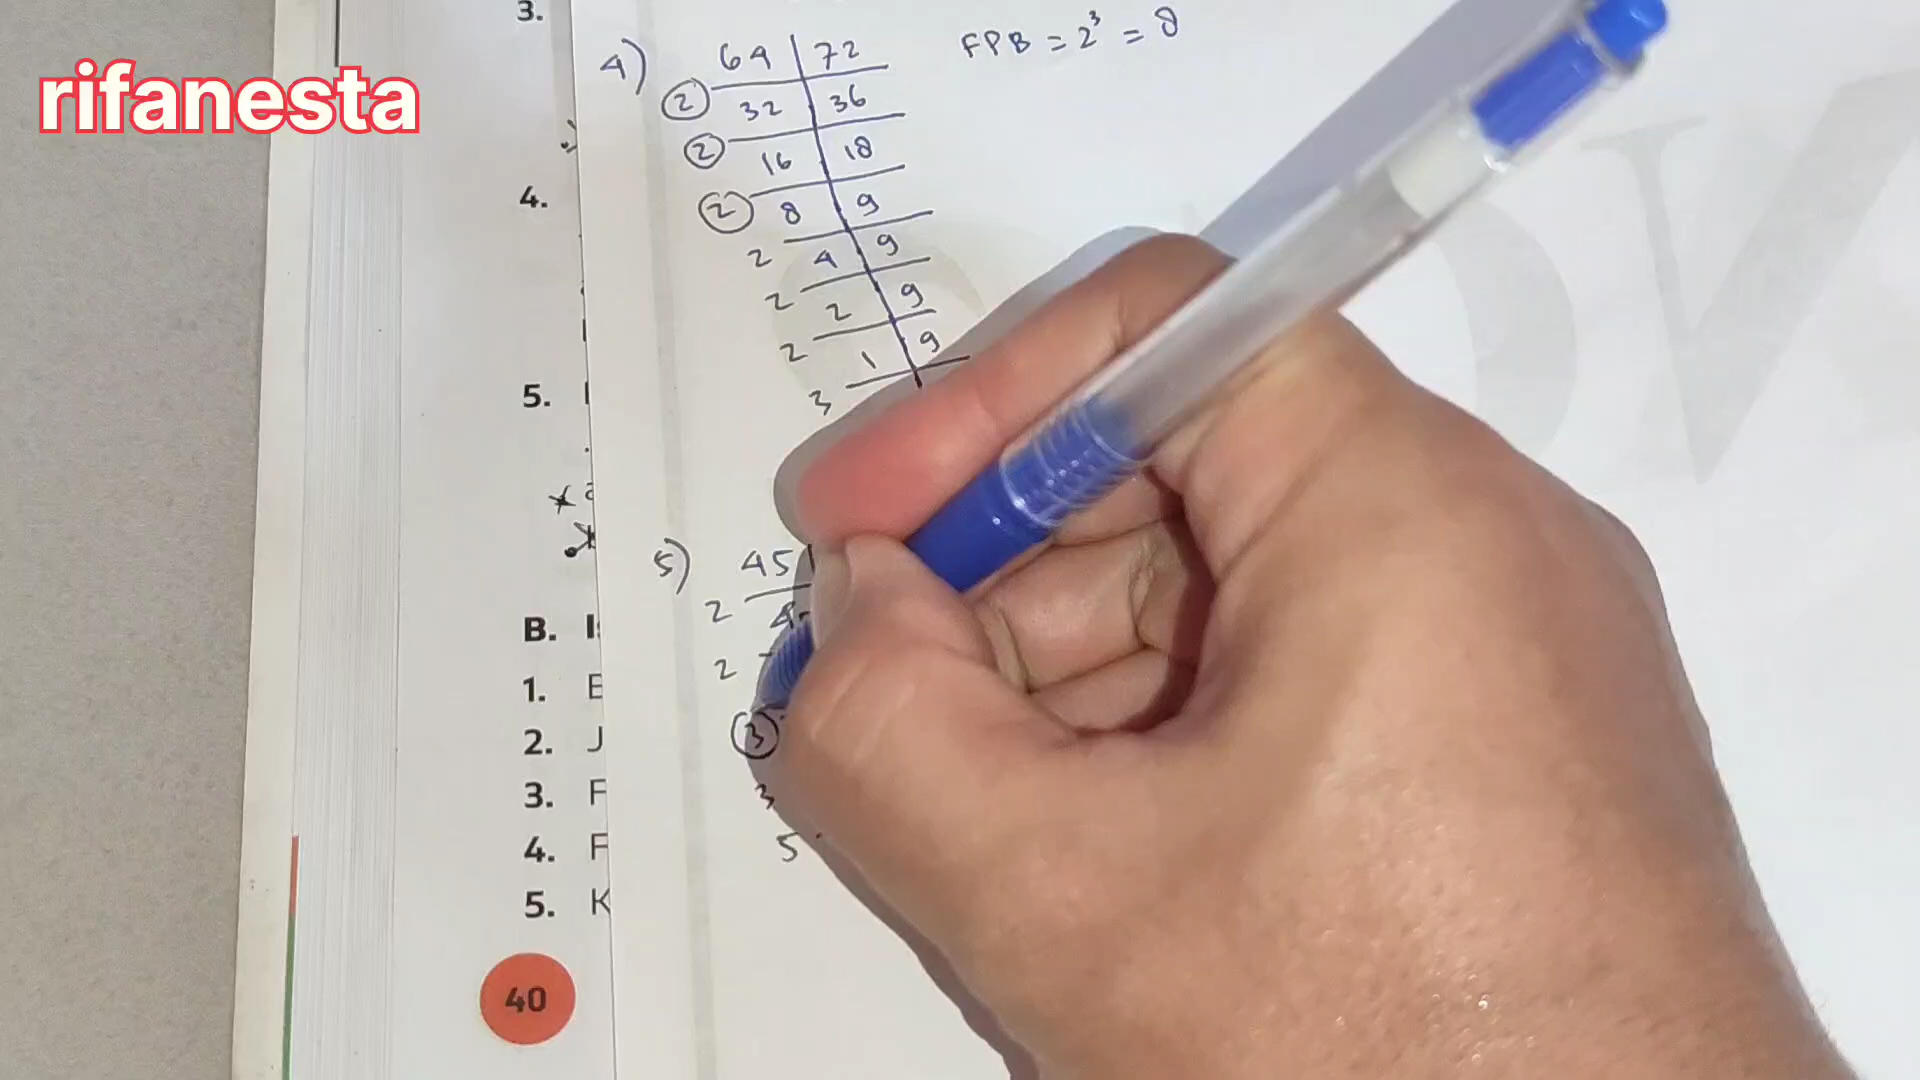 rifanesta
3.
4) 64 72 FPB = 2³ = 8
2 32 36
2 16 18
2 8 9
2 4 9
2 2 9
2 1 9
3
4.
5.
5) 45
2
2
3
3
5
B.
1. E
2. J
3. F
4. F
5. K
40